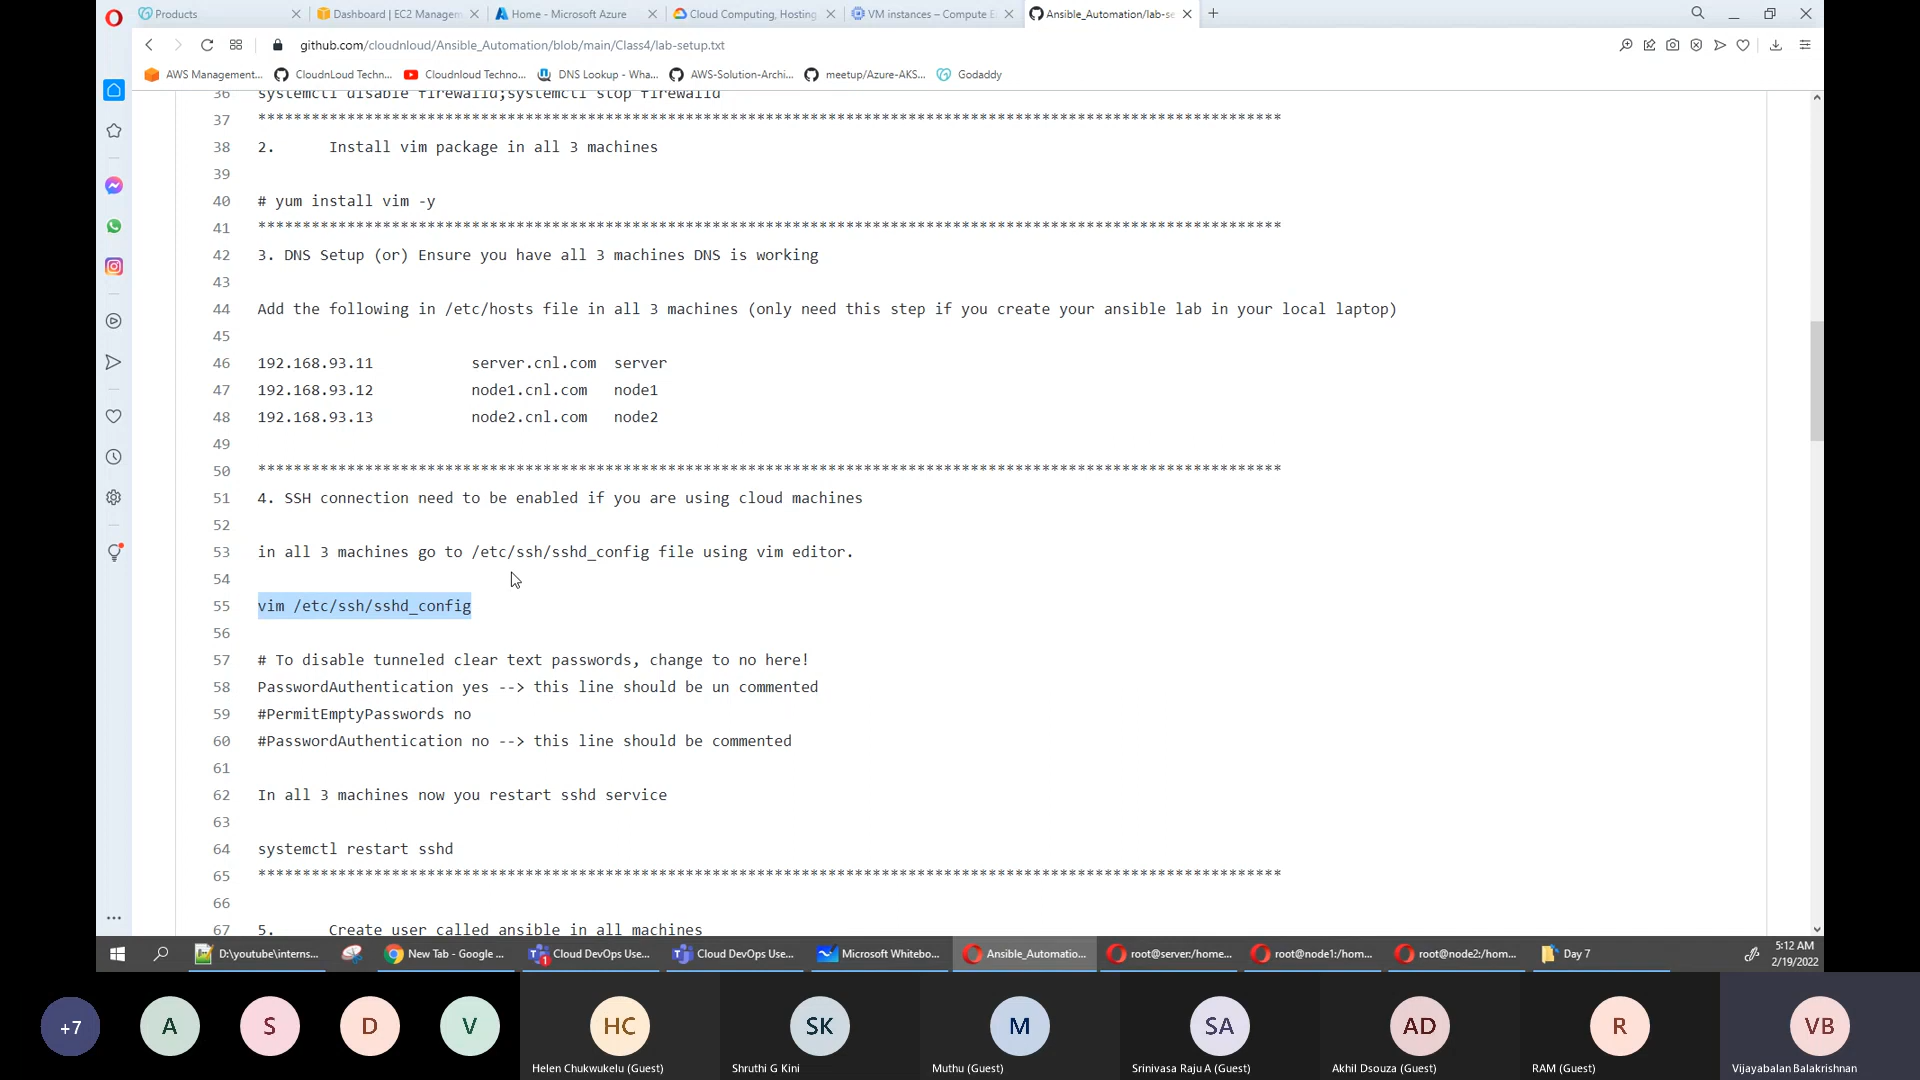 Products
Dashboard | EC2 Managem
Home - Microsoft Azure
Cloud Computing, Hosting
VM instances – Compute E
Ansible_Automation/lab-se
github.com/cloudnloud/Ansible_Automation/blob/main/Class4/lab-setup.txt
AWS Management...
CloudnLoud Techn...
Cloudnloud Techno...
DNS Lookup - Wha...
AWS-Solution-Archi...
meetup/Azure-AKS...
Godaddy
36 systemctl disable firewalld;systemctl stop firewalld
37 *******************************************************************************************************************
38 2. Install vim package in all 3 machines
39
40 # yum install vim -y
41 *******************************************************************************************************************
42 3. DNS Setup (or) Ensure you have all 3 machines DNS is working
43
44 Add the following in /etc/hosts file in all 3 machines (only need this step if you create your ansible lab in your local laptop)
45
46 192.168.93.11 server.cnl.com server
47 192.168.93.12 node1.cnl.com node1
48 192.168.93.13 node2.cnl.com node2
49
50 *******************************************************************************************************************
51 4. SSH connection need to be enabled if you are using cloud machines
52
53 in all 3 machines go to /etc/ssh/sshd_config file using vim editor.
54
55 vim /etc/ssh/sshd_config
56
57 # To disable tunneled clear text passwords, change to no here!
58 PasswordAuthentication yes --> this line should be un commented
59 #PermitEmptyPasswords no
60 #PasswordAuthentication no --> this line should be commented
61
62 In all 3 machines now you restart sshd service
63
64 systemctl restart sshd
65 *******************************************************************************************************************
66
67 5. Create user called ansible in all machines
D:\youtube\interns...
New Tab - Google ...
1
Cloud DevOps Use...
Cloud DevOps Use...
Microsoft Whitebo...
Ansible_Automatio...
root@server:/home...
root@node1:/hom...
root@node2:/hom...
Day 7
5:12 AM
2/19/2022
+7
A
S
D
V
HC
SK
M
SA
AD
R
VB
Helen Chukwukelu (Guest)
Shruthi G Kini
Muthu (Guest)
Srinivasa Raju A (Guest)
Akhil Dsouza (Guest)
RAM (Guest)
Vijayabalan Balakrishnan